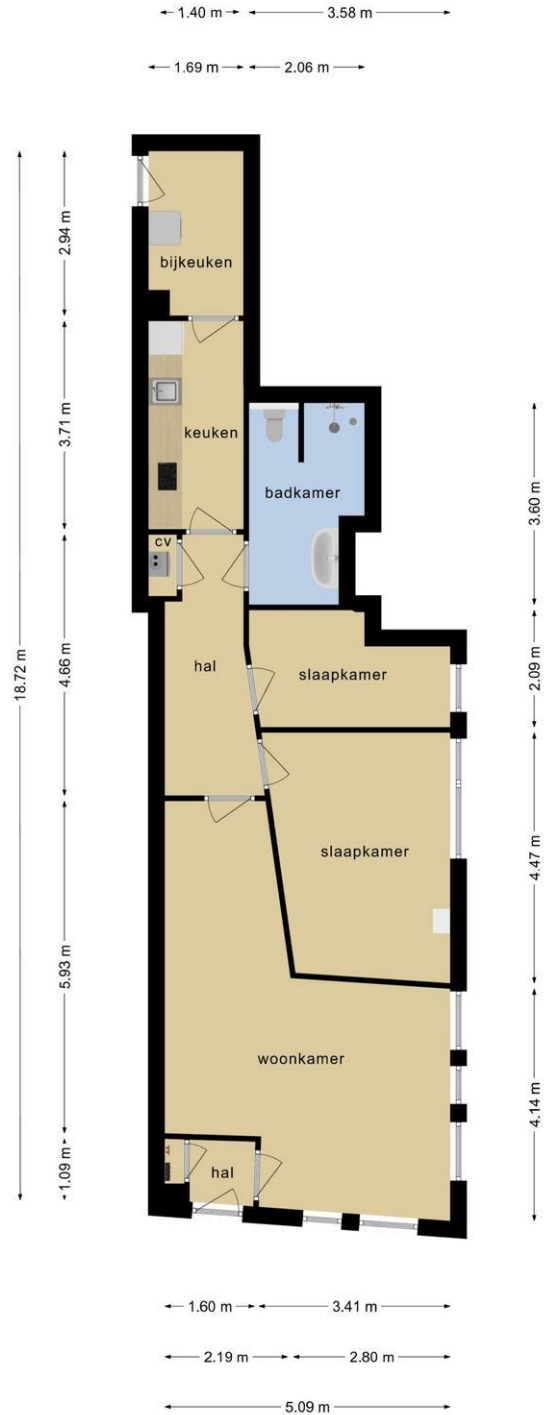 1.40 m
3.58 m
1.69 m
2.06 m
18.72 m
2.94 m
bijkeuken
3.71 m
keuken
3.60 m
badkamer
cv
4.66 m
hal
slaapkamer
2.09 m
slaapkamer
4.47 m
5.93 m
woonkamer
4.14 m
1.09 m
hal
1.60 m
3.41 m
2.19 m
2.80 m
5.09 m